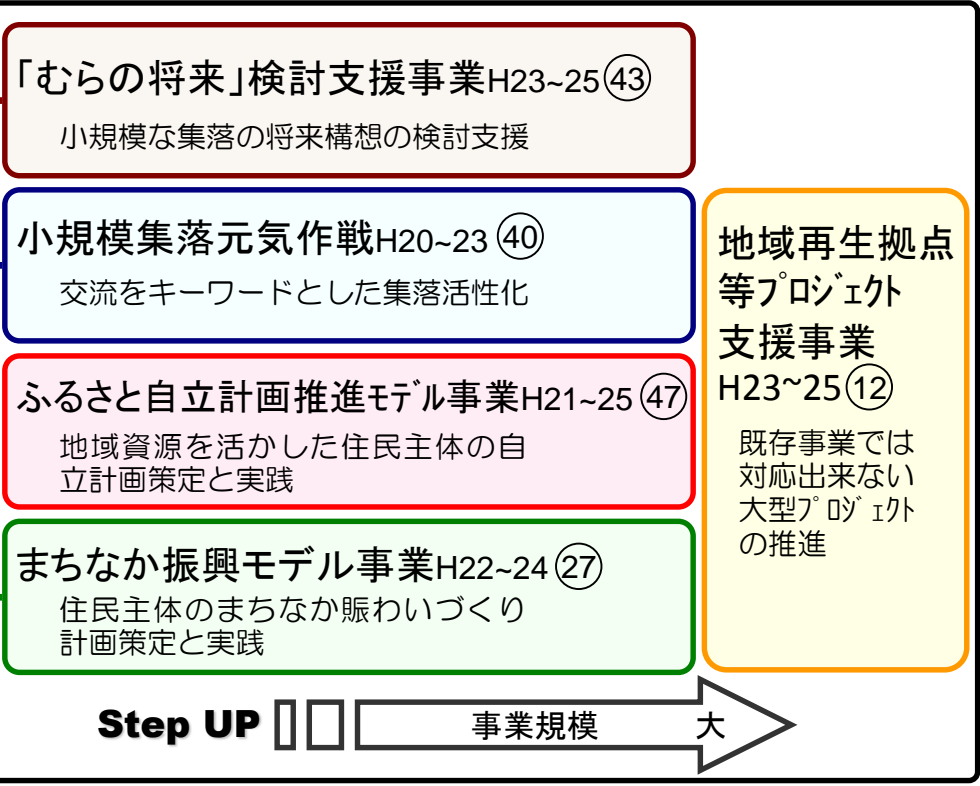 「むらの将来」検討支援事業H23~25㊸
小規模な集落の将来構想の検討支援
小規模集落元気作戦H20~23㊵
交流をキーワードとした集落活性化
ふるさと自立計画推進ﾓﾃﾞﾙ事業H21~25㊼
地域資源を活かした住民主体の自
立計画策定と実践
まちなか振興モデル事業H22~24㉗
住民主体のまちなか賑わいづくり
計画策定と実践
地域再生拠点
等ﾌﾟﾛｼﾞｪｸﾄ
支援事業
H23~25⑫
既存事業では
対応出来ない
大型ﾌﾟﾛｼﾞｪｸﾄ
の推進
Step UP
事業規模 大